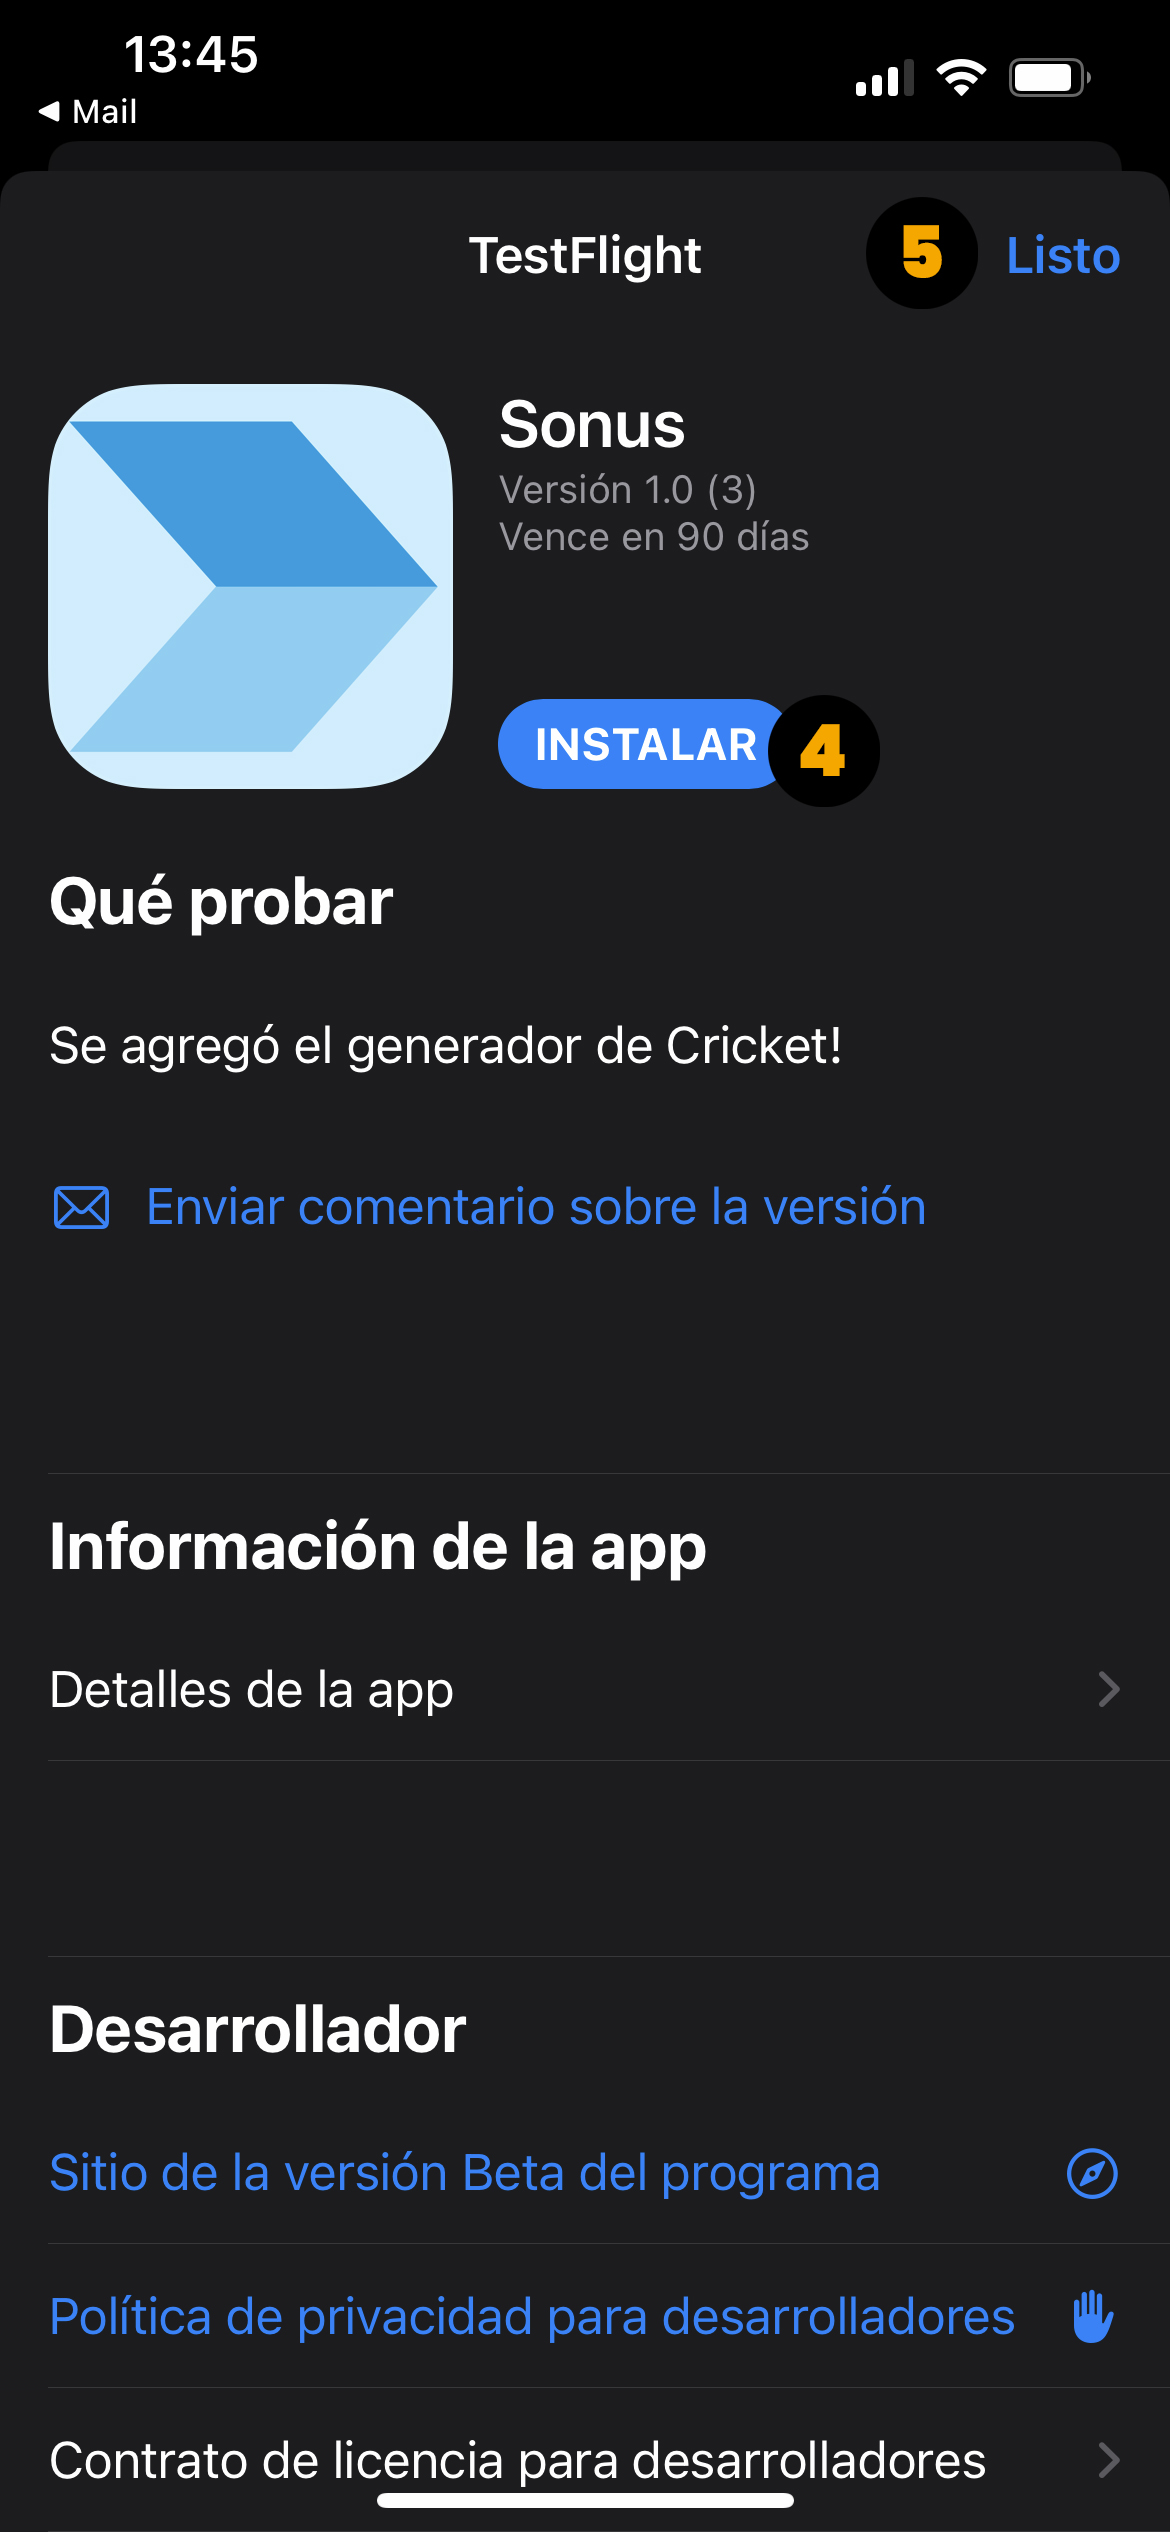 13:45
Mail
TestFlight
5 Listo
Sonus
Versión 1.0 (3)
Vence en 90 días
INSTALAR 4
Qué probar
Se agregó el generador de Cricket!
Enviar comentario sobre la versión
Información de la app
Detalles de la app
Desarrollador
Sitio de la versión Beta del programa
Política de privacidad para desarrolladores
Contrato de licencia para desarrolladores